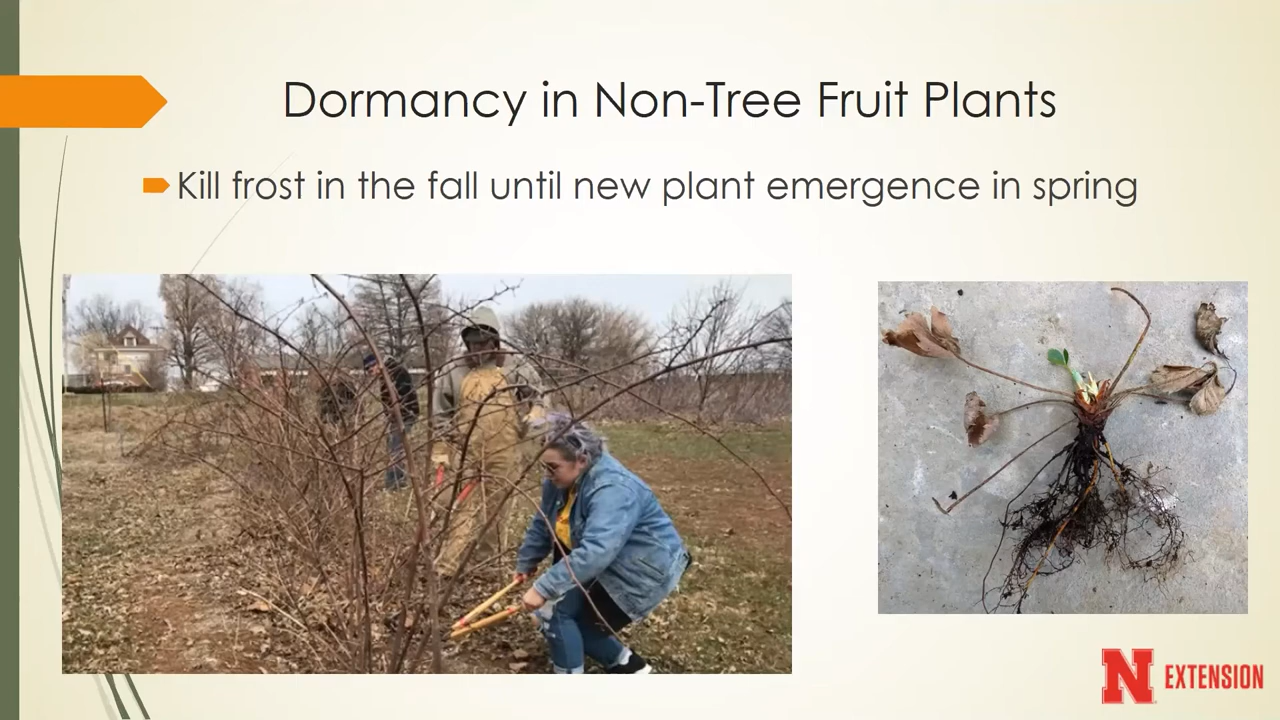 Dormancy in Non-Tree Fruit Plants
Kill frost in the fall until new plant emergence in spring
N EXTENSION